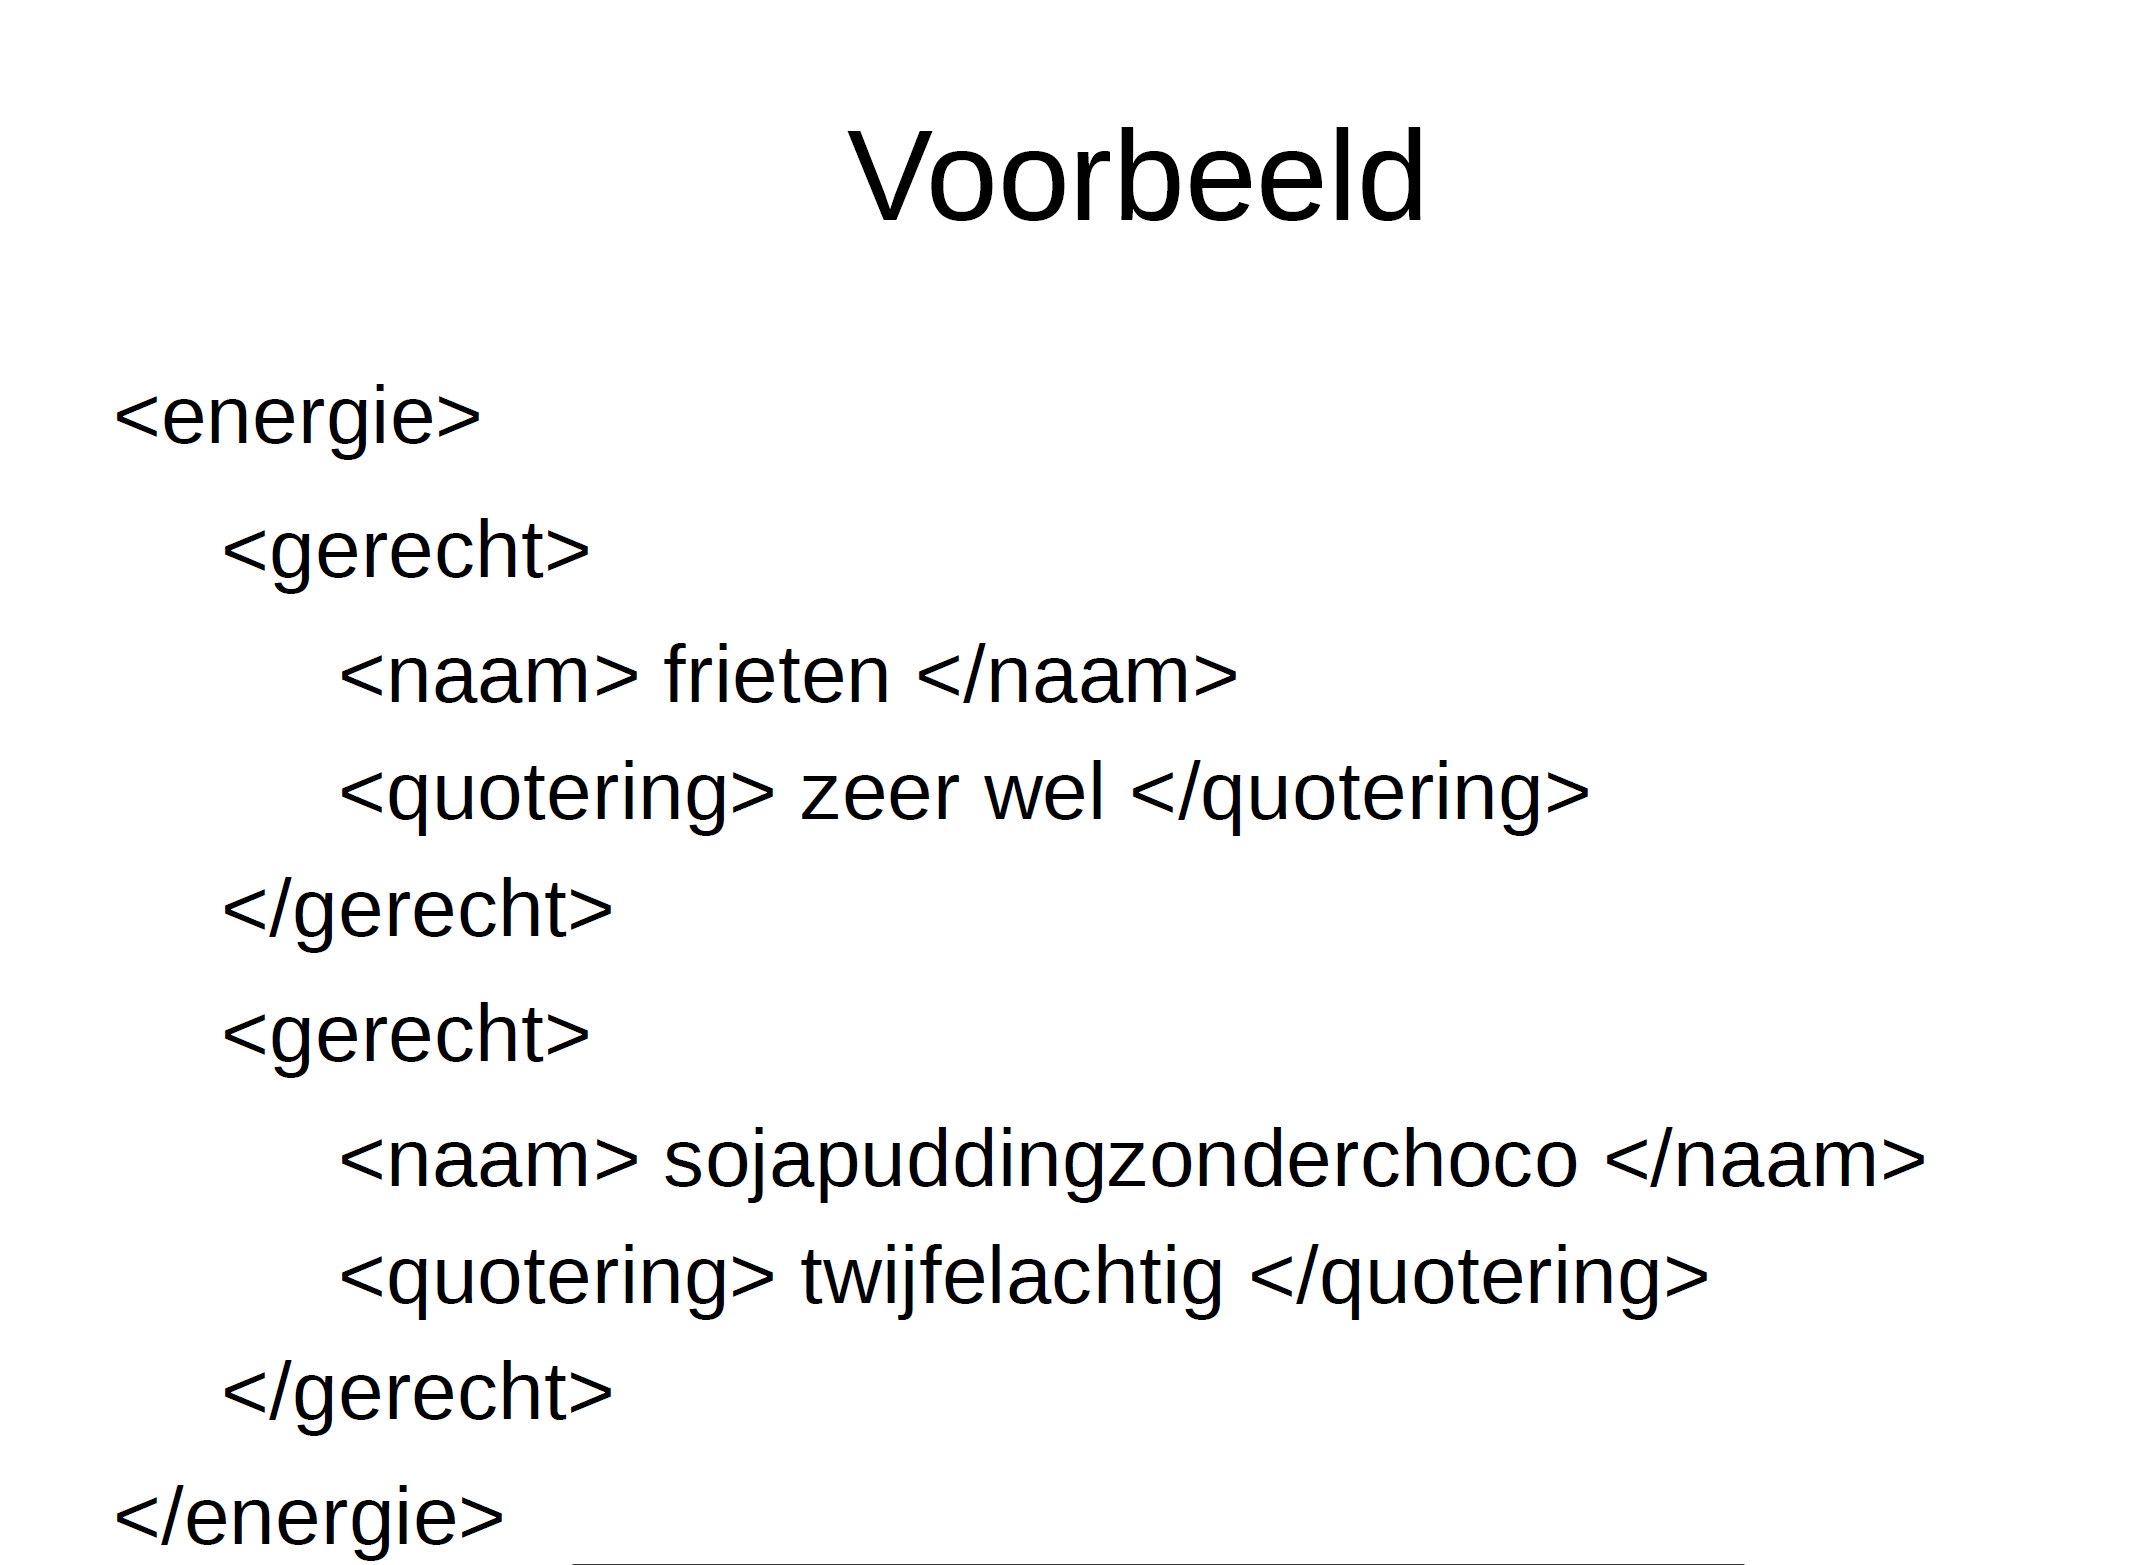 Voorbeeld
<energie>
<gerecht>
<naam> frieten </naam>
<quotering> zeer wel </quotering>
</gerecht>
<gerecht>
<naam> sojapuddingzonderchoco </naam>
<quotering> twijfelachtig </quotering>
</gerecht>
</energie>